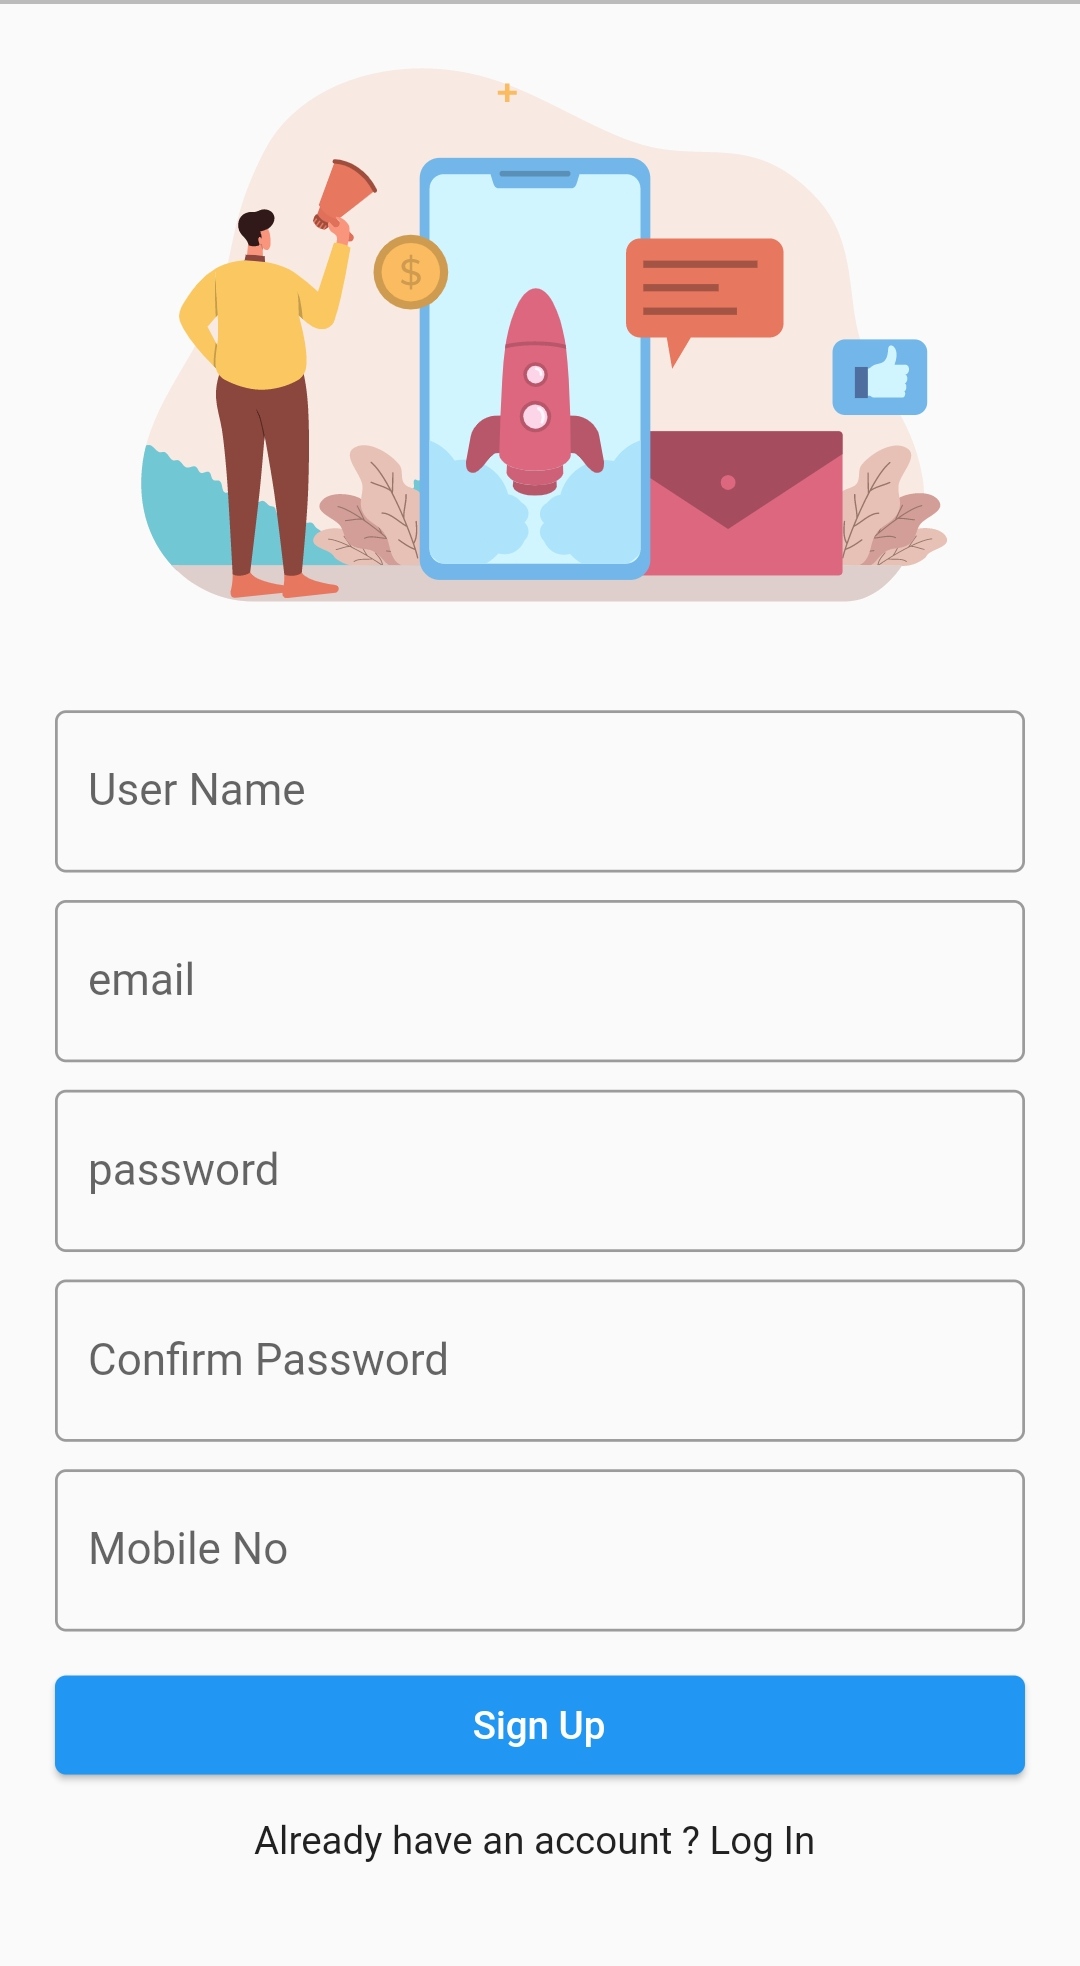 $
User Name
email
password
Confirm Password
Mobile No
Sign Up
Already have an account ? Log In